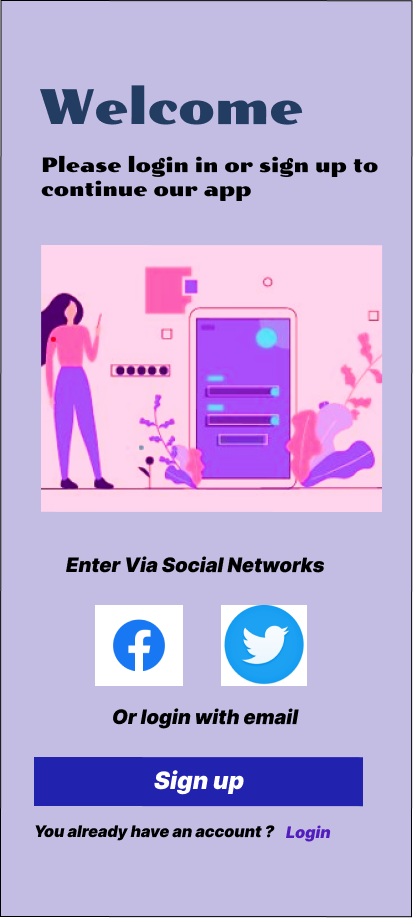 Welcome
Please login in or sign up to
continue our app
Enter Via Social Networks
Or login with email
Sign up
You already have an account ? Login